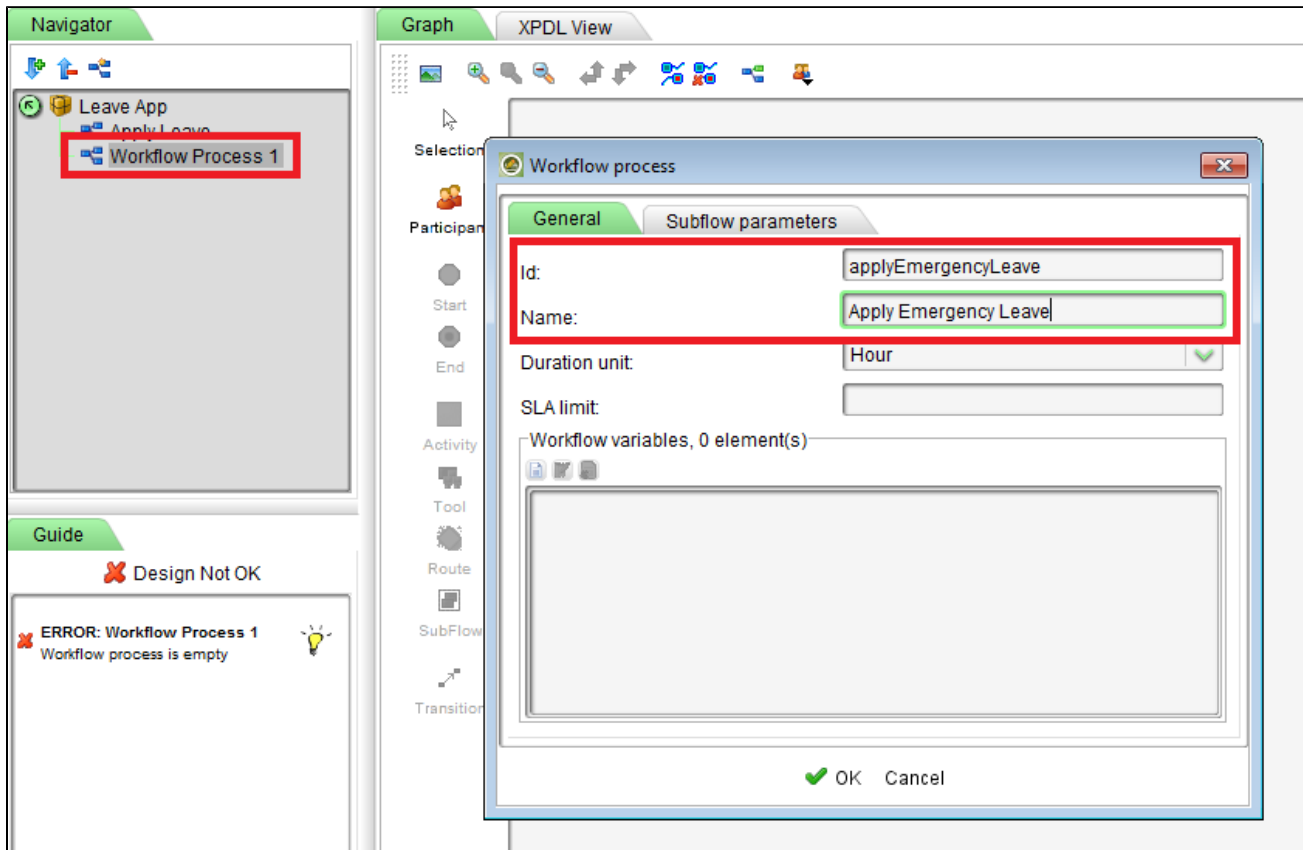 Navigator
Leave App
Apply Leave
Workflow Process 1
Guide
Design Not OK
ERROR: Workflow Process 1
Workflow process is empty
Graph
XPDL View
Selection
Participan
Start
End
Activity
Tool
Route
SubFlow
Transition
Workflow process
General
Subflow parameters
Id:
applyEmergencyLeave
Name:
Apply Emergency Leave
Duration unit:
Hour
SLA limit:
Workflow variables, 0 element(s)
OK Cancel